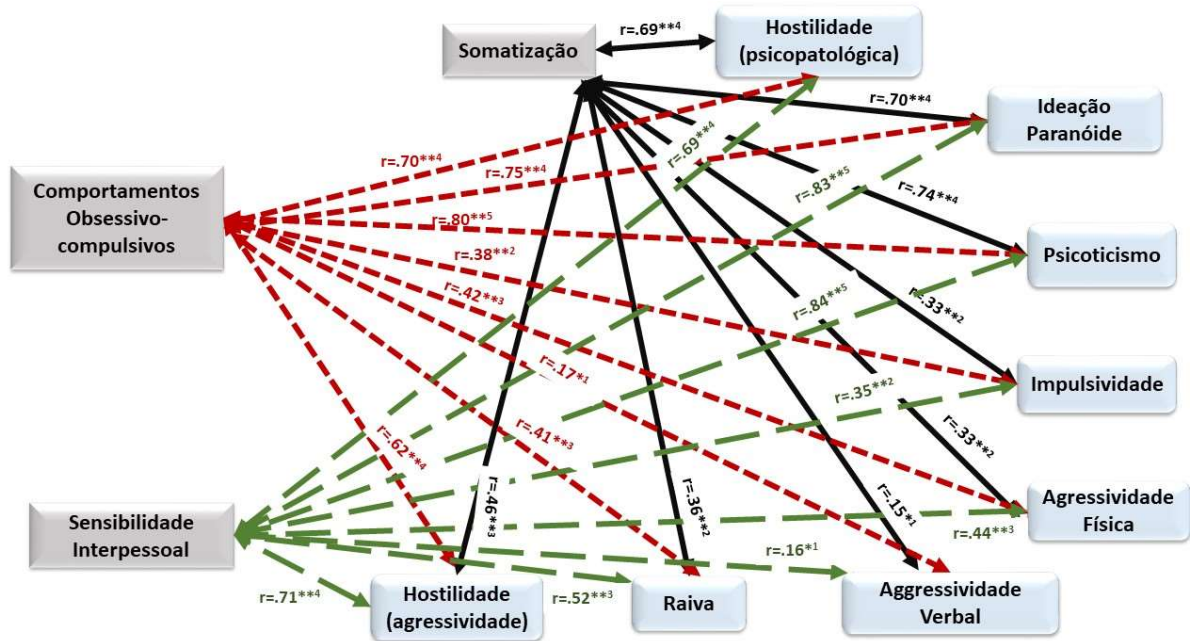 r=.69**4
Somatização
Hostilidade
(psicopatológica)
r=.70**4
Ideação
Paranóide
r=.69**4
r=.70**4
r=.75**4
r=.83**5
Comportamentos
Obsessivo-
compulsivos
r=.74**4
r=.80**5
Psicoticismo
r=.38**2
r=.42**3
r=.84**5
r=.33**2
r=.17*1
r=.35**2
Impulsividade
r=.62**4
r=.41**3
r=.33**2
Sensibilidade
Interpessoal
r=.46**3
r=.36**2
r=.15*1
Agressividade
Física
r=.44**3
r=.16*1
r=.71**4
Hostilidade
(agressividade)
r=.52**3
Raiva
Aggressividade
Verbal